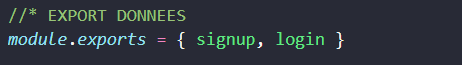 //* EXPORT DONNEES
module.exports = { signup, login }